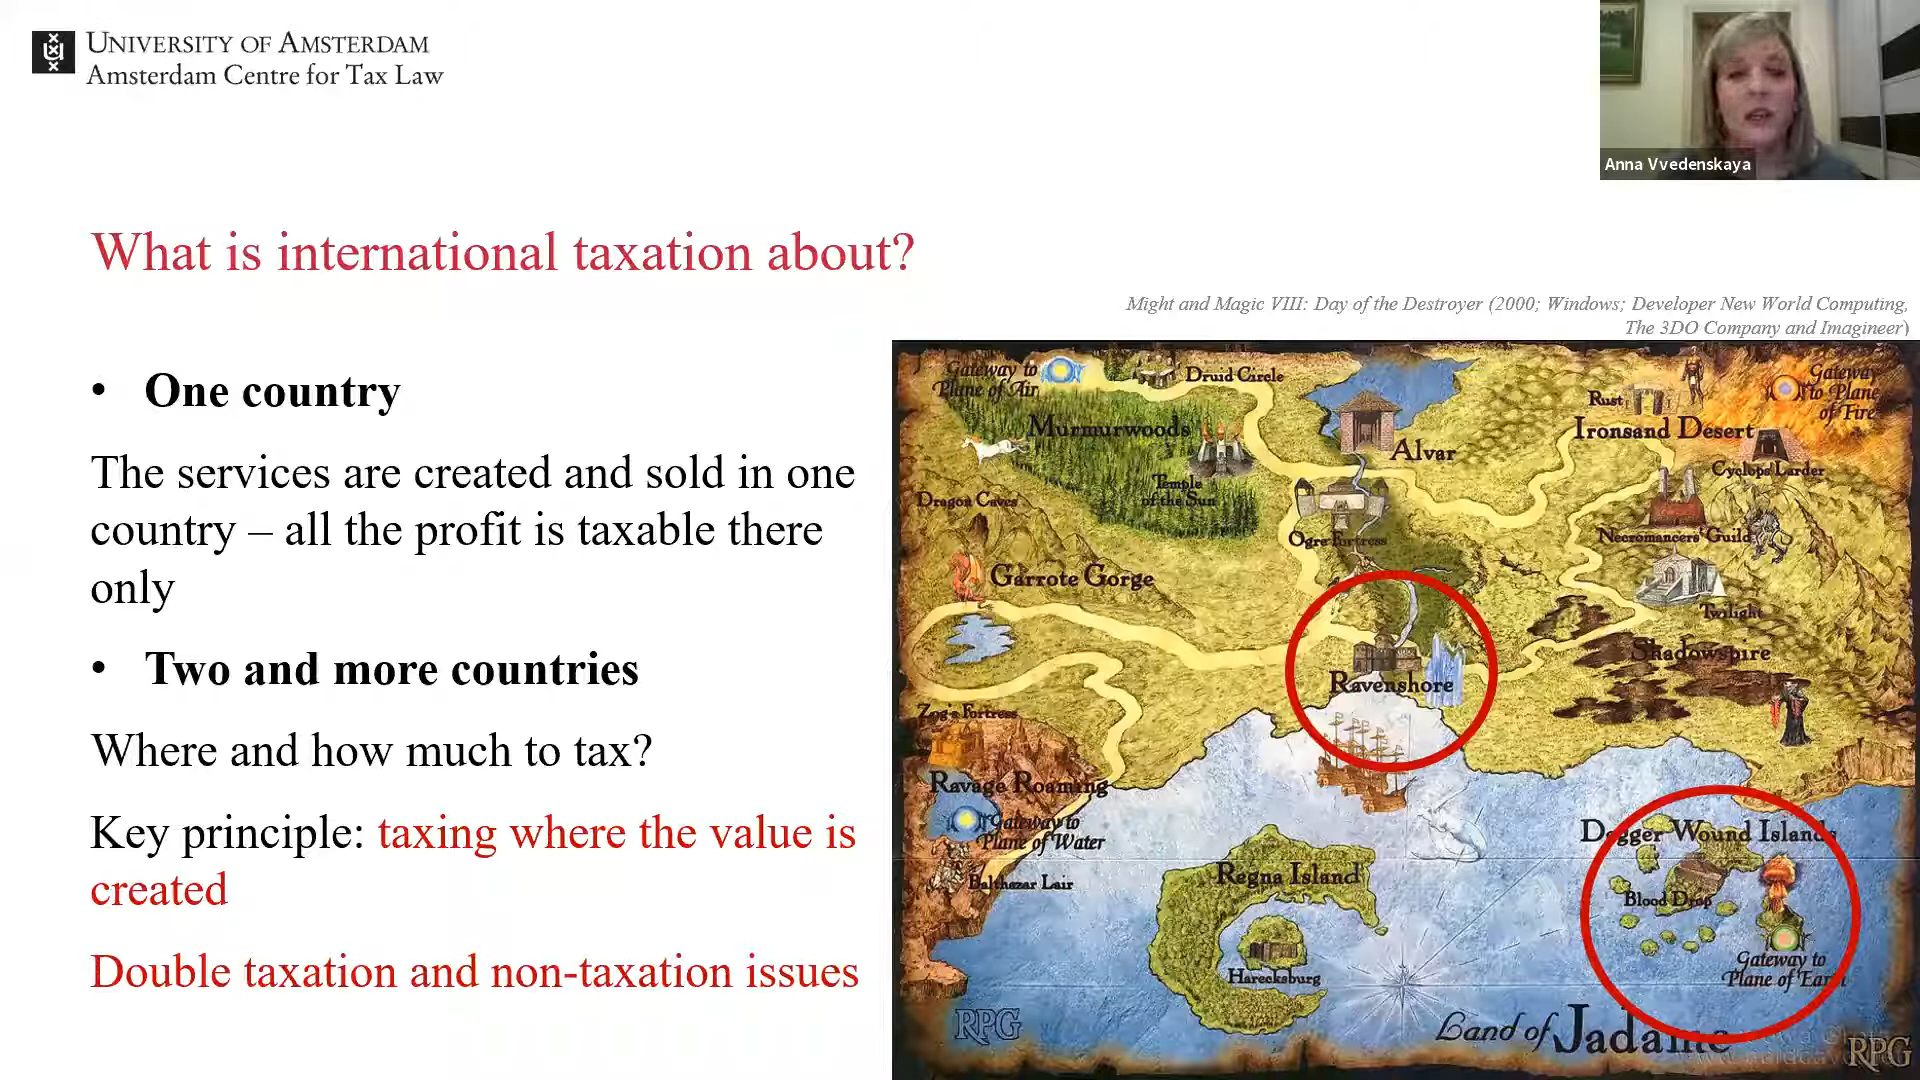 UNIVERSITY OF AMSTERDAM
Amsterdam Centre for Tax Law
Anna Vvedenskaya
What is international taxation about?
Might and Magic VIII: Day of the Destroyer (2000; Windows; Developer New World Computing,
The 3DO Company and Imagineer)
• One country
The services are created and sold in one
country – all the profit is taxable there
only
• Two and more countries
Where and how much to tax?
Key principle: taxing where the value is
created
Double taxation and non-taxation issues
Gateway to
Plane of Air
Druid Circle
Murmurwoods
Alvar
Rust
Ironsand Desert
Gateway
to Plane
of Fire
Cyclops Larder
Temple
of the Sun
Dragon Caves
Ogre Fortress
Necromancers' Guild
Garrote Gorge
Twilight
Shadowspire
Ravenshore
Zog's Fortress
Ravage Roaming
Gateway to
Plane of Water
Balthazar Lair
Dagger Wound Islands
Blood Drop
Regna Island
Harecksburg
Gateway to
Plane of Earth
Land of Jadame
RPG
RPG